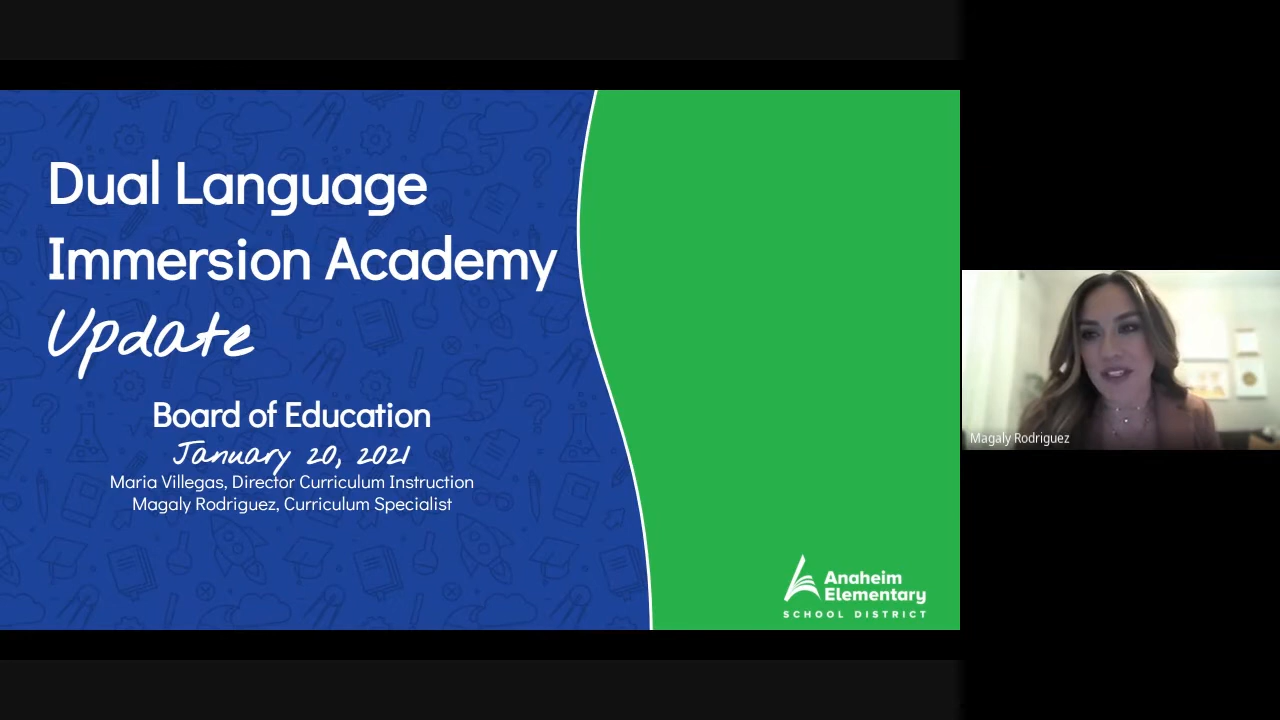 Dual Language
Immersion Academy
Update
Board of Education
January 20, 2021
Maria Villegas, Director Curriculum Instruction
Magaly Rodriguez, Curriculum Specialist
Anaheim
Elementary
SCHOOL DISTRICT
Magaly Rodriguez